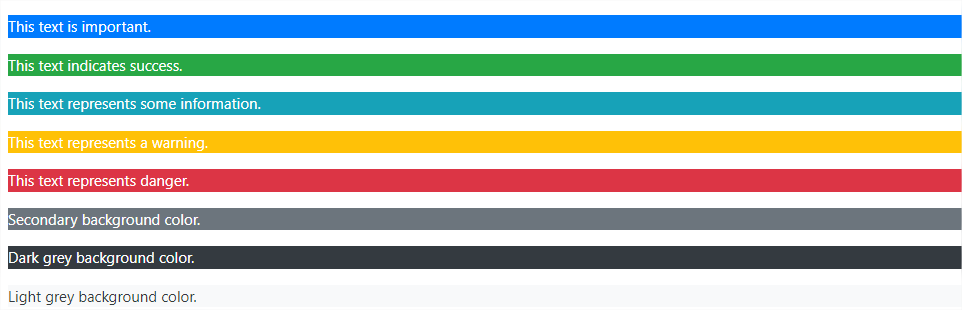 This text is important.
This text indicates success.
This text represents some information.
This text represents a warning.
This text represents danger.
Secondary background color.
Dark grey background color.
Light grey background color.